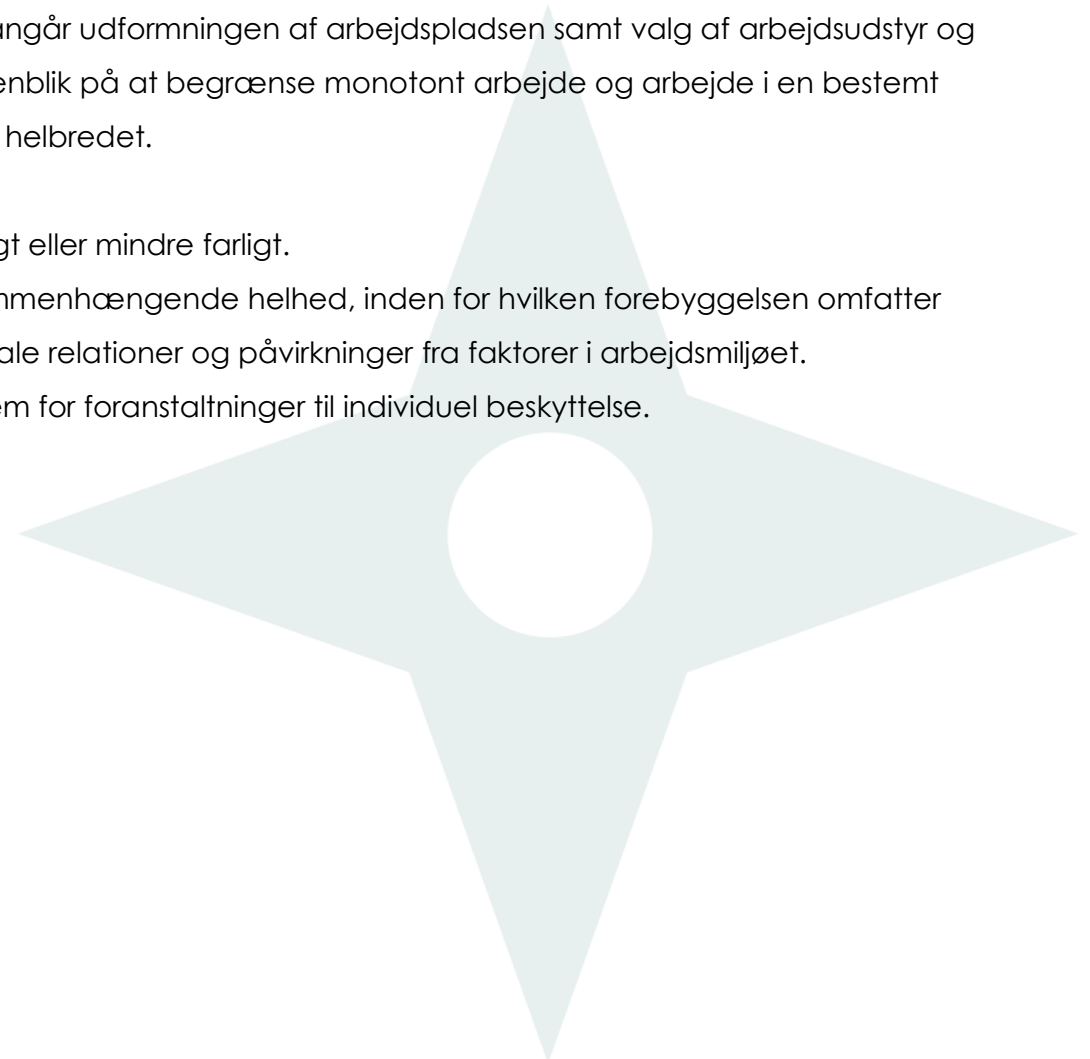 angår udformningen af arbejdspladsen samt valg af arbejdsudstyr og
enblik på at begrænse monotont arbejde og arbejde i en bestemt
helbredet.
gt eller mindre farligt.
mmenhængende helhed, inden for hvilken forebyggelsen omfatter
ale relationer og påvirkninger fra faktorer i arbejdsmiljøet.
em for foranstaltninger til individuel beskyttelse.